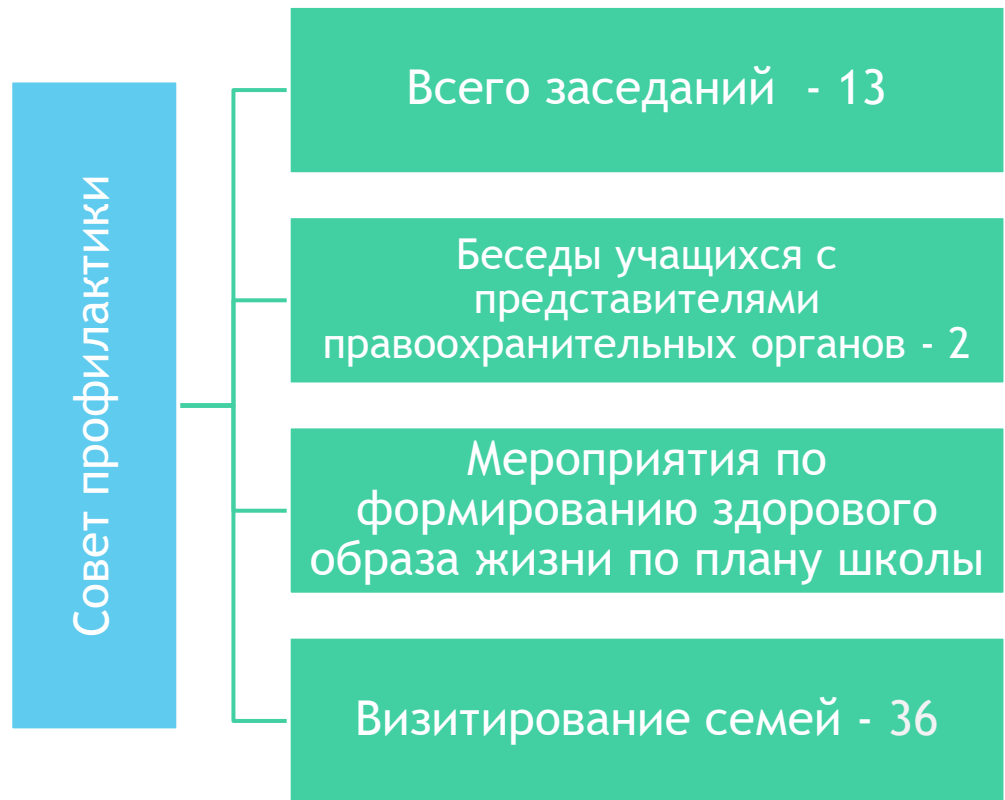 Совет профилактики
Всего заседаний - 13
Беседы учащихся с
представителями
правоохранительных органов - 2
Мероприятия по
формированию здорового
образа жизни по плану школы
Визитирование семей - 36